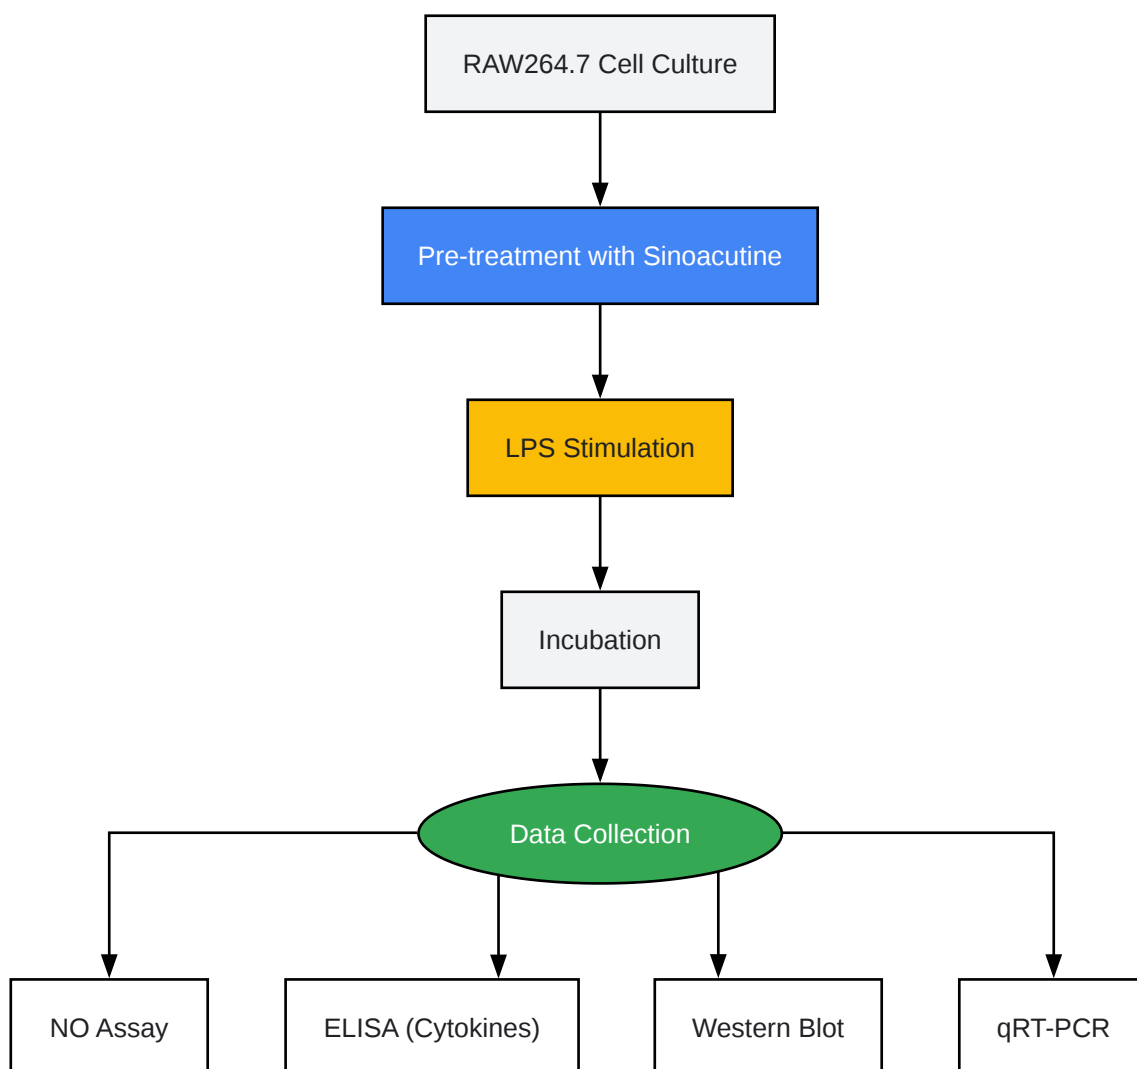 RAW264.7 Cell Culture
Pre-treatment with Sinoacutine
LPS Stimulation
Incubation
Data Collection
NO Assay
ELISA (Cytokines)
Western Blot
qRT-PCR